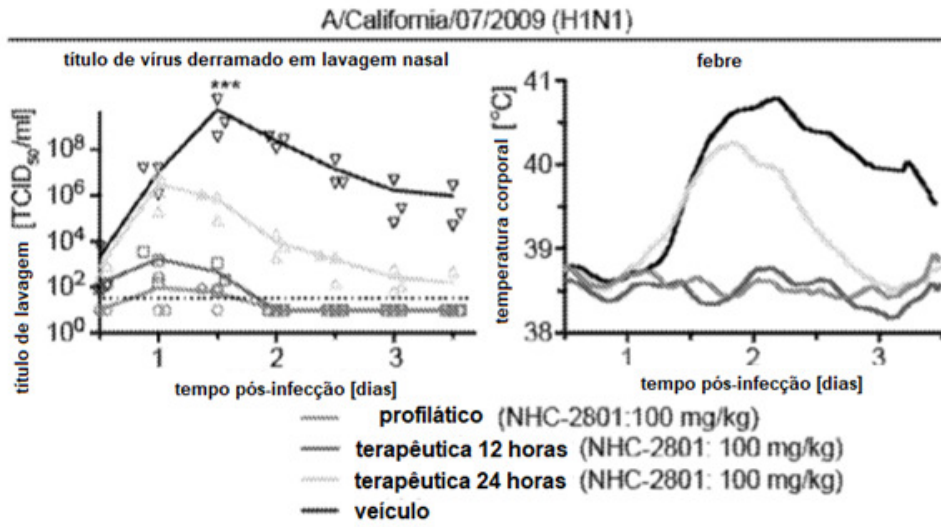 A/California/07/2009 (H1N1)
título de vírus derramado em lavagem nasal
febre
título de lavagem [TCID50/ml]
10^8
10^6
10^4
10^2
10^0
***
1
2
3
tempo pós-infecção [dias]
temperatura corporal [°C]
41
40
39
38
1
2
3
tempo pós-infecção [dias]
profilático (NHC-2801:100 mg/kg)
terapêutica 12 horas (NHC-2801: 100 mg/kg)
terapêutica 24 horas (NHC-2801: 100 mg/kg)
veículo